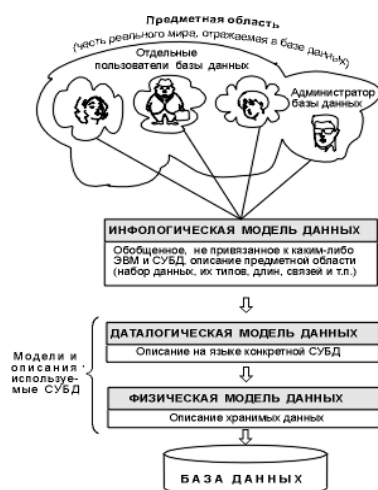 Предметная область
(часть реального мира, отражаемая в базе данных)
Отдельные
пользователи базы данных
Администратор
базы данных
ИНФОЛОГИЧЕСКАЯ МОДЕЛЬ ДАННЫХ
Обобщенное, не привязанное к каким-либо
ЭВМ и СУБД, описание предметной области
(набор данных, их типов, длин, связей и т.п.)
ДАТАЛОГИЧЕСКАЯ МОДЕЛЬ ДАННЫХ
Описание на языке конкретной СУБД
Модели и
описания
используе-
мые СУБД
ФИЗИЧЕСКАЯ МОДЕЛЬ ДАННЫХ
Описание хранимых данных
БАЗА ДАННЫХ